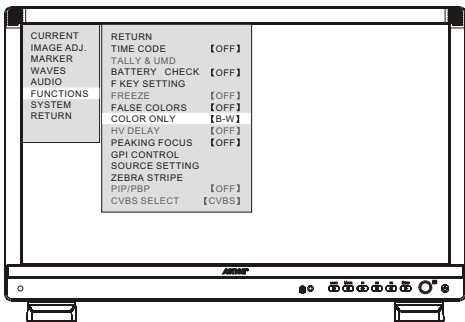 CURRENT
IMAGE ADJ.
MARKER
WAVES
AUDIO
FUNCTIONS
SYSTEM
RETURN
RETURN
TIME CODE 【OFF】
TALLY & UMD
BATTERY CHECK 【OFF】
F KEY SETTING
FREEZE 【OFF】
FALSE COLORS 【OFF】
COLOR ONLY 【B-W】
HV DELAY 【OFF】
PEAKING FOCUS 【OFF】
GPI CONTROL
SOURCE SETTING
ZEBRA STRIPE
PIP/PBP 【OFF】
CVBS SELECT 【CVBS】